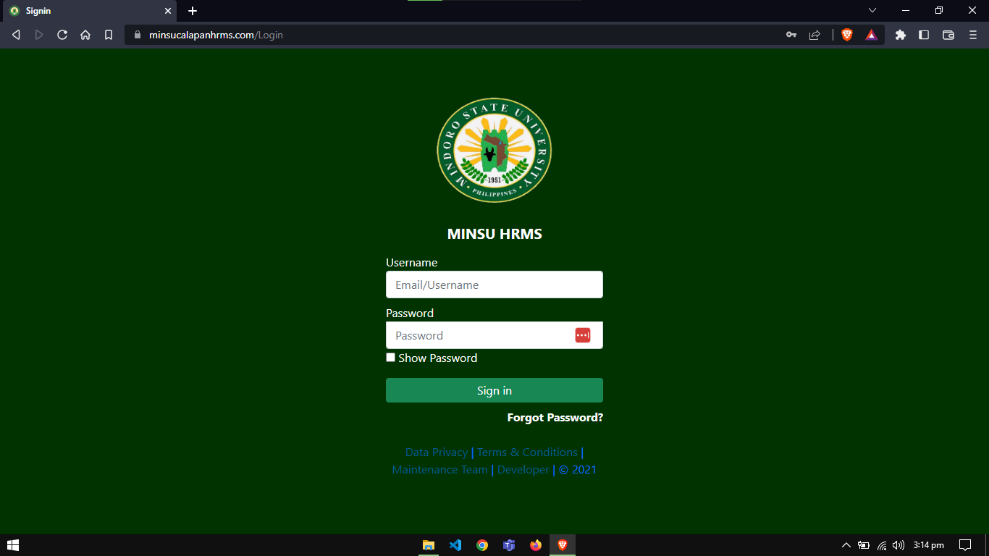 Signin
minsucalapanhrms.com/Login
MINDORO STATE UNIVERSITY
1951
• PHILIPPINES •
MINSU HRMS
Username
Email/Username
Password
Password
Show Password
Sign in
Forgot Password?
Data Privacy | Terms & Conditions |
Maintenance Team | Developer | © 2021
3:14 pm